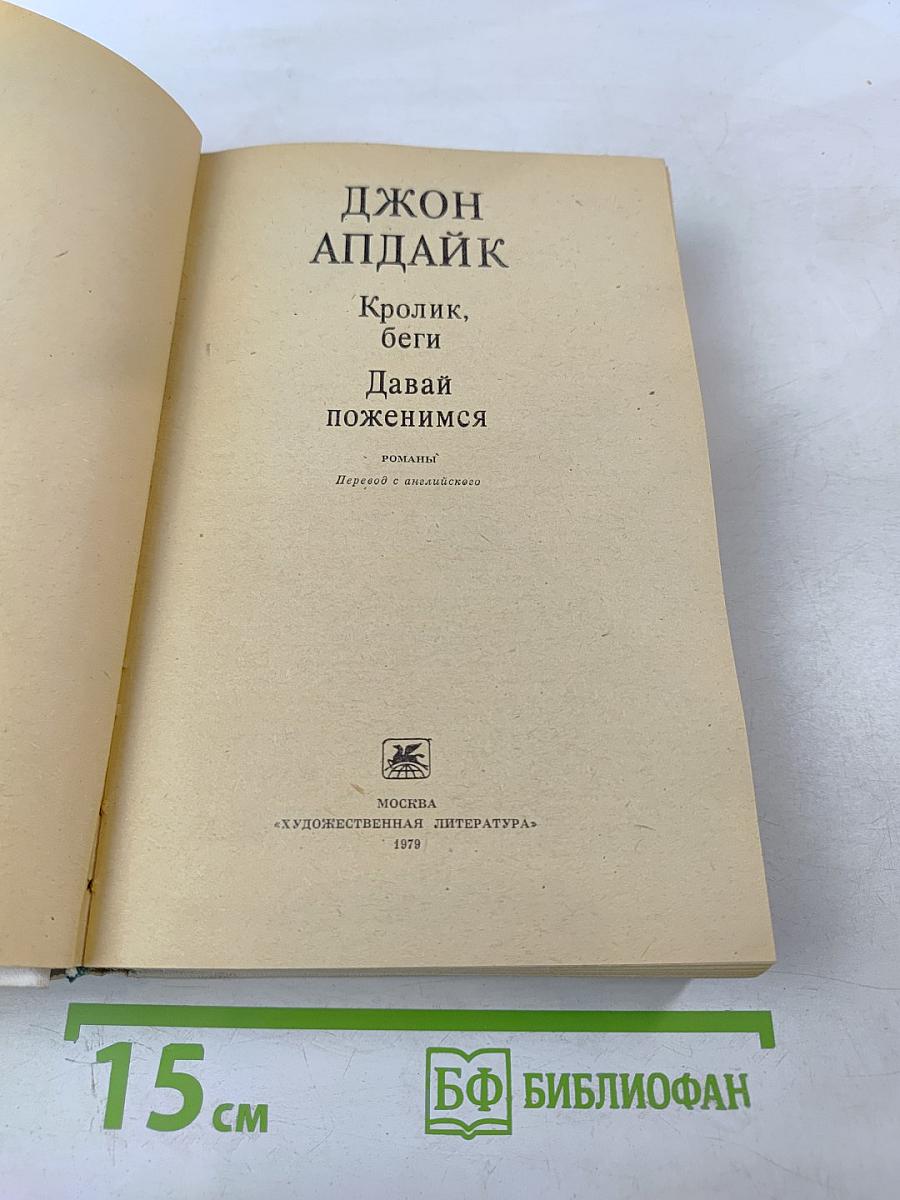 ДЖОН
АПДАЙК
Кролик,
беги
Давай
поженимся
РОМАНЫ
Перевод с английского
МОСКВА
«ХУДОЖЕСТВЕННАЯ ЛИТЕРАТУРА»
1979
15 см
БФ БИБЛИОФАН